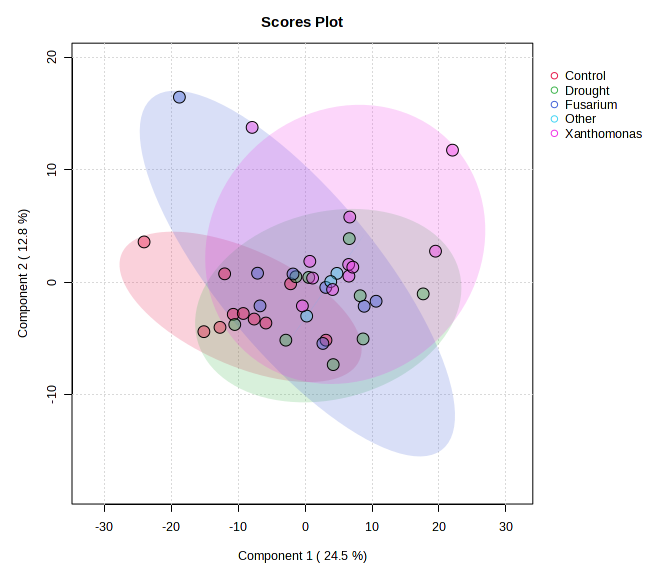 Scores Plot
Control
Drought
Fusarium
Other
Xanthomonas
20
10
0
-10
Component 2 ( 12.8 %)
-30 -20 -10 0 10 20 30
Component 1 ( 24.5 %)